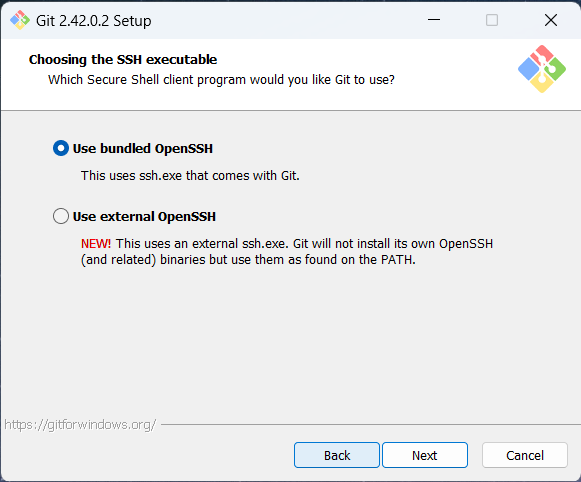 Git 2.42.0.2 Setup
Choosing the SSH executable
Which Secure Shell client program would you like Git to use?
Use bundled OpenSSH
This uses ssh.exe that comes with Git.
Use external OpenSSH
NEW! This uses an external ssh.exe. Git will not install its own OpenSSH
(and related) binaries but use them as found on the PATH.
https://gitforwindows.org/
Back
Next
Cancel